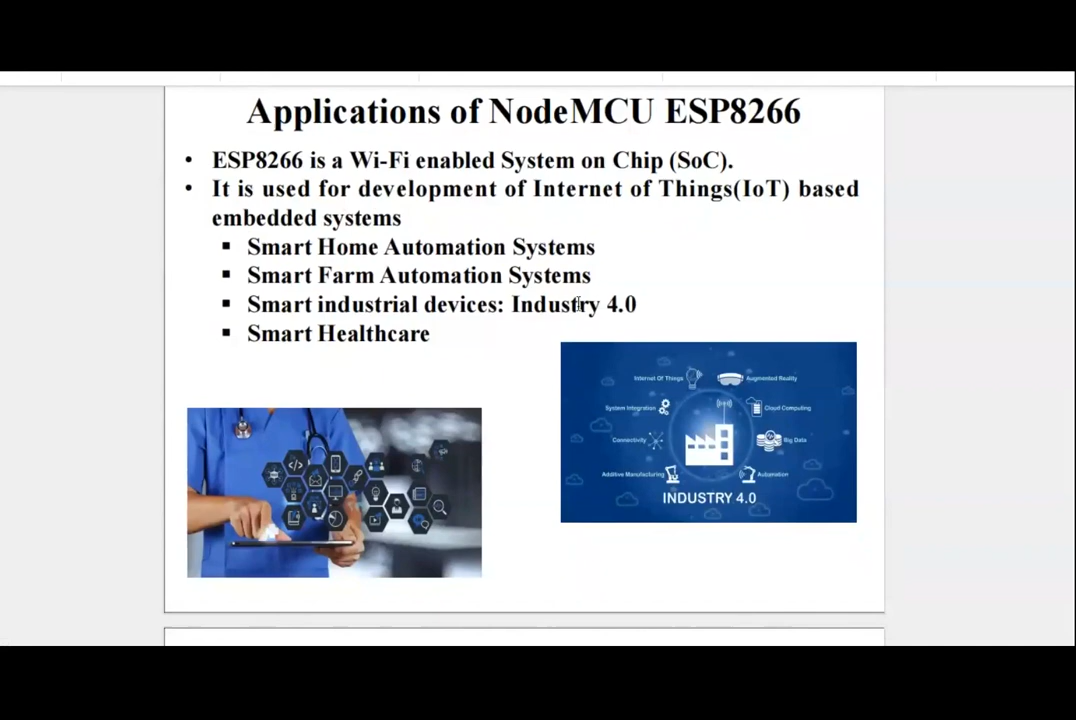 Applications of NodeMCU ESP8266
• ESP8266 is a Wi-Fi enabled System on Chip (SoC).
• It is used for development of Internet of Things(IoT) based
embedded systems
▪ Smart Home Automation Systems
▪ Smart Farm Automation Systems
▪ Smart industrial devices: Industry 4.0
▪ Smart Healthcare
Internet Of Things
Augmented Reality
System Integration
Cloud Computing
Connectivity
Big Data
Additive Manufacturing
Automation
INDUSTRY 4.0